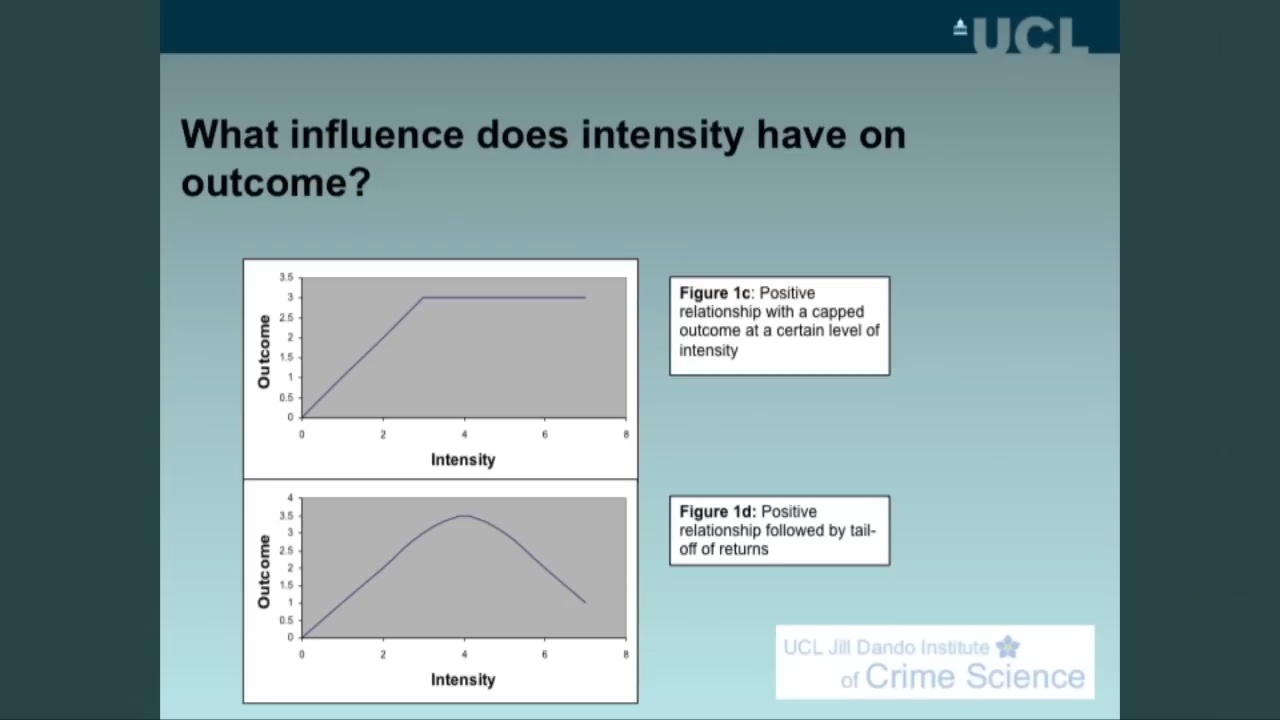 UCL
What influence does intensity have on
outcome?
3.5
3
2.5
2
1.5
1
0.5
0
Outcome
0 2 4 6 8
Intensity
Figure 1c: Positive
relationship with a capped
outcome at a certain level of
intensity
4
3.5
3
2.5
2
1.5
1
0.5
0
Outcome
0 2 4 6 8
Intensity
Figure 1d: Positive
relationship followed by tail-
off of returns
UCL Jill Dando Institute
of Crime Science